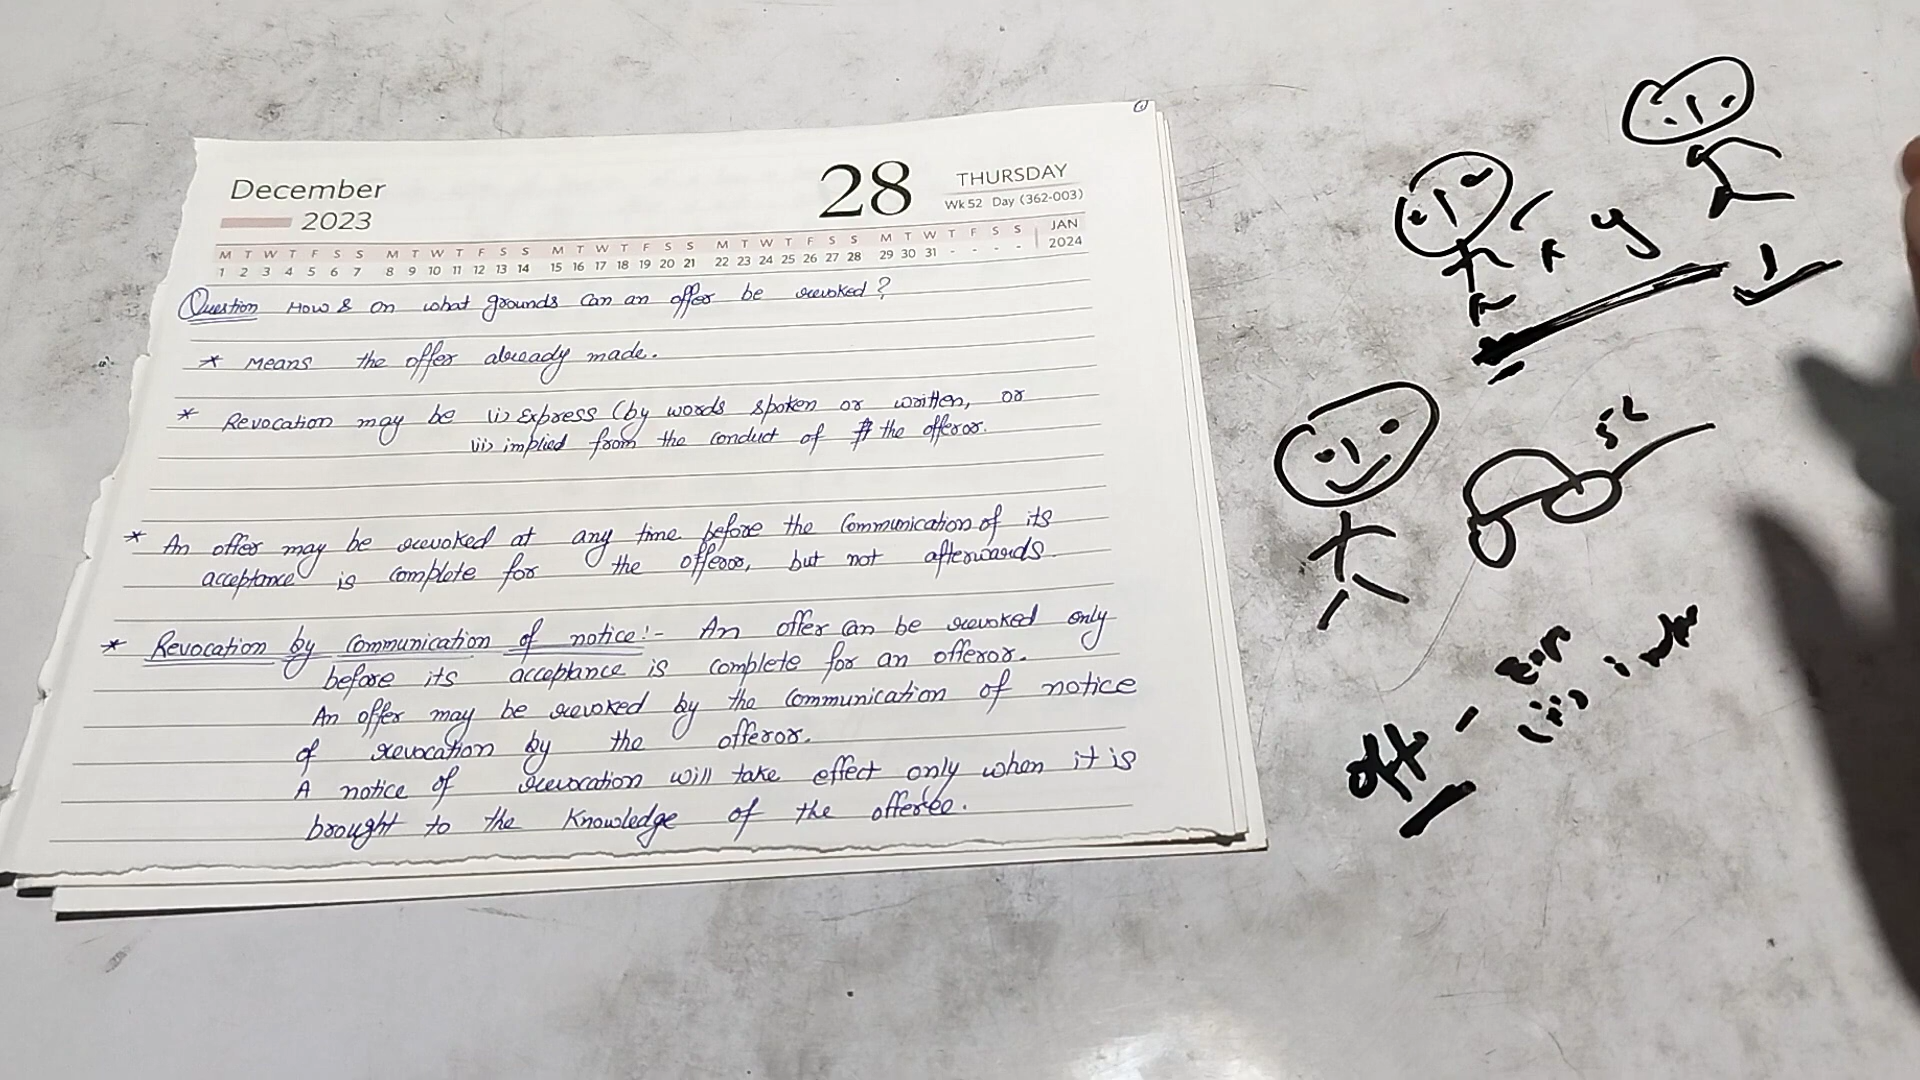 December
2023
28
THURSDAY
Wk 52 Day (362-003)
M T W T F S S M T W T F S S M T W T F S S M T W T F S S M T W T F S S
1 2 3 4 5 6 7 8 9 10 11 12 13 14 15 16 17 18 19 20 21 22 23 24 25 26 27 28 29 30 31 - - - -
JAN
2024
Question How & on what grounds can an offer be revoked?
* Means the offer already made.
* Revocation may be (i) Express (by words spoken or written, or
(ii) implied from the conduct of the offeror.
* An offer may be revoked at any time before the Communication of its
acceptance is complete for the offeror, but not afterwards.
* Revocation by Communication of notice:- An offer can be revoked only
before its acceptance is complete for an offeror.
An offer may be revoked by the Communication of notice
of revocation by the offeror.
A notice of revocation will take effect only when it is
brought to the Knowledge of the offeree.
y
5L
off - Exp
(ii)